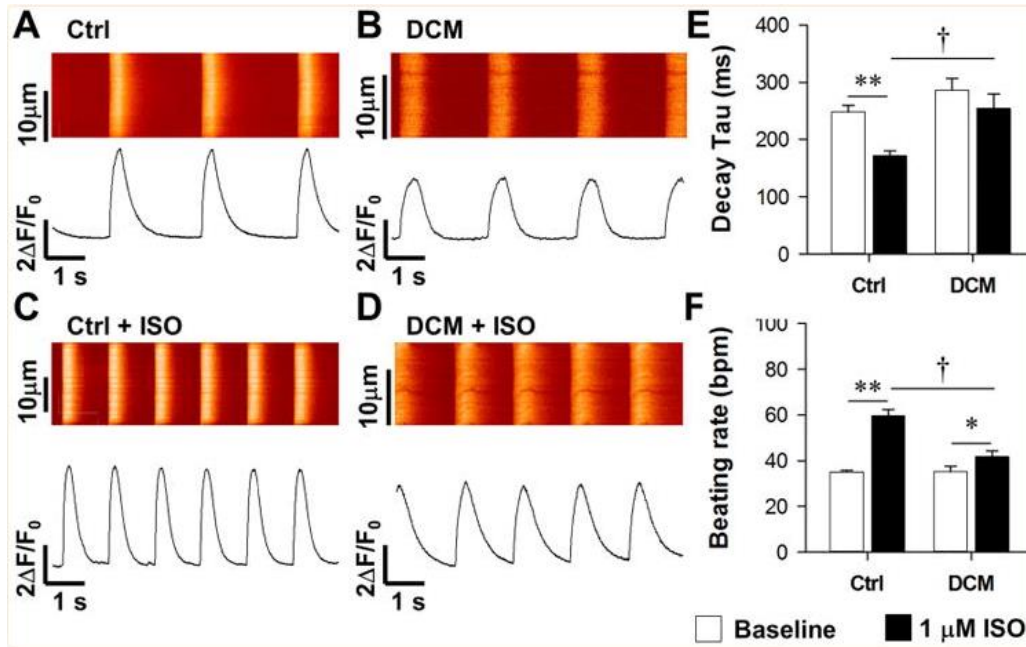 A Ctrl
10μm
2ΔF/F0
1 s
B DCM
10μm
2ΔF/F0
1 s
C Ctrl + ISO
10μm
2ΔF/F0
1 s
D DCM + ISO
10μm
2ΔF/F0
1 s
E
Decay Tau (ms)
400
300
200
100
0
**
†
Ctrl DCM
F
Beating rate (bpm)
100
80
60
40
20
0
**
†
*
Ctrl DCM
Baseline 1 μM ISO